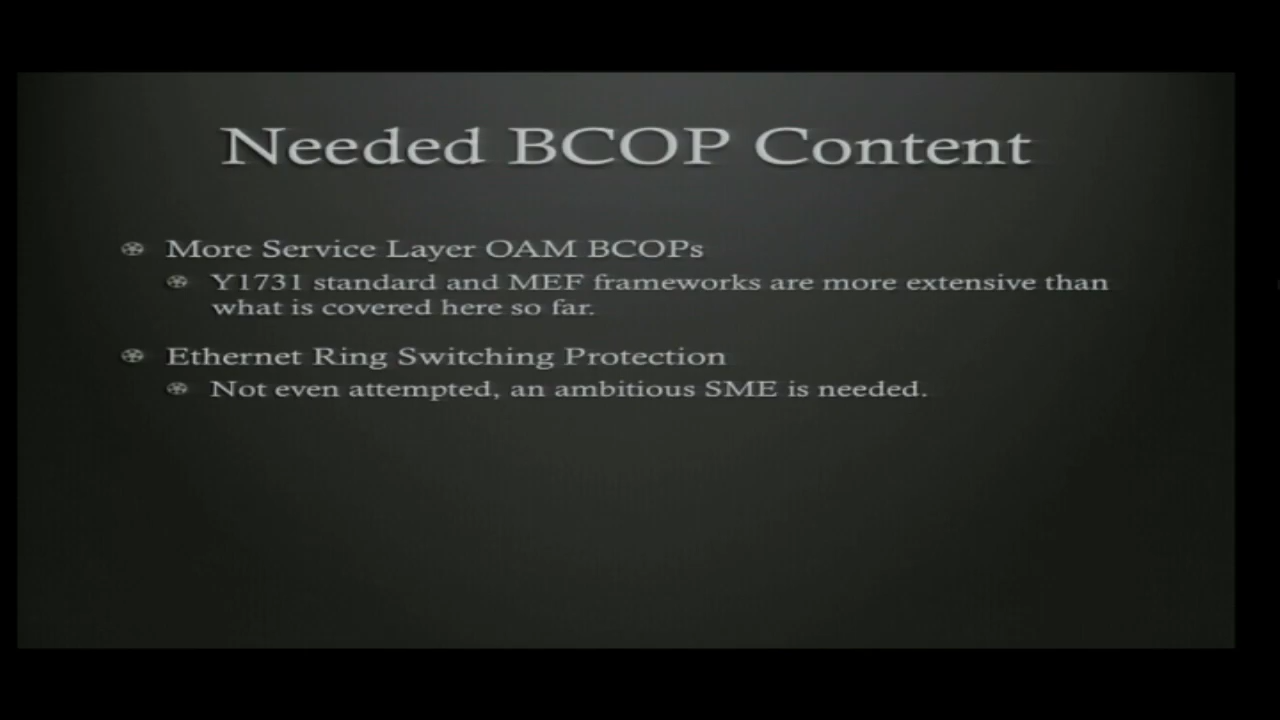 Needed BCOP Content
More Service Layer OAM BCOPs
Y1731 standard and MEF frameworks are more extensive than
what is covered here so far.
Ethernet Ring Switching Protection
Not even attempted, an ambitious SME is needed.